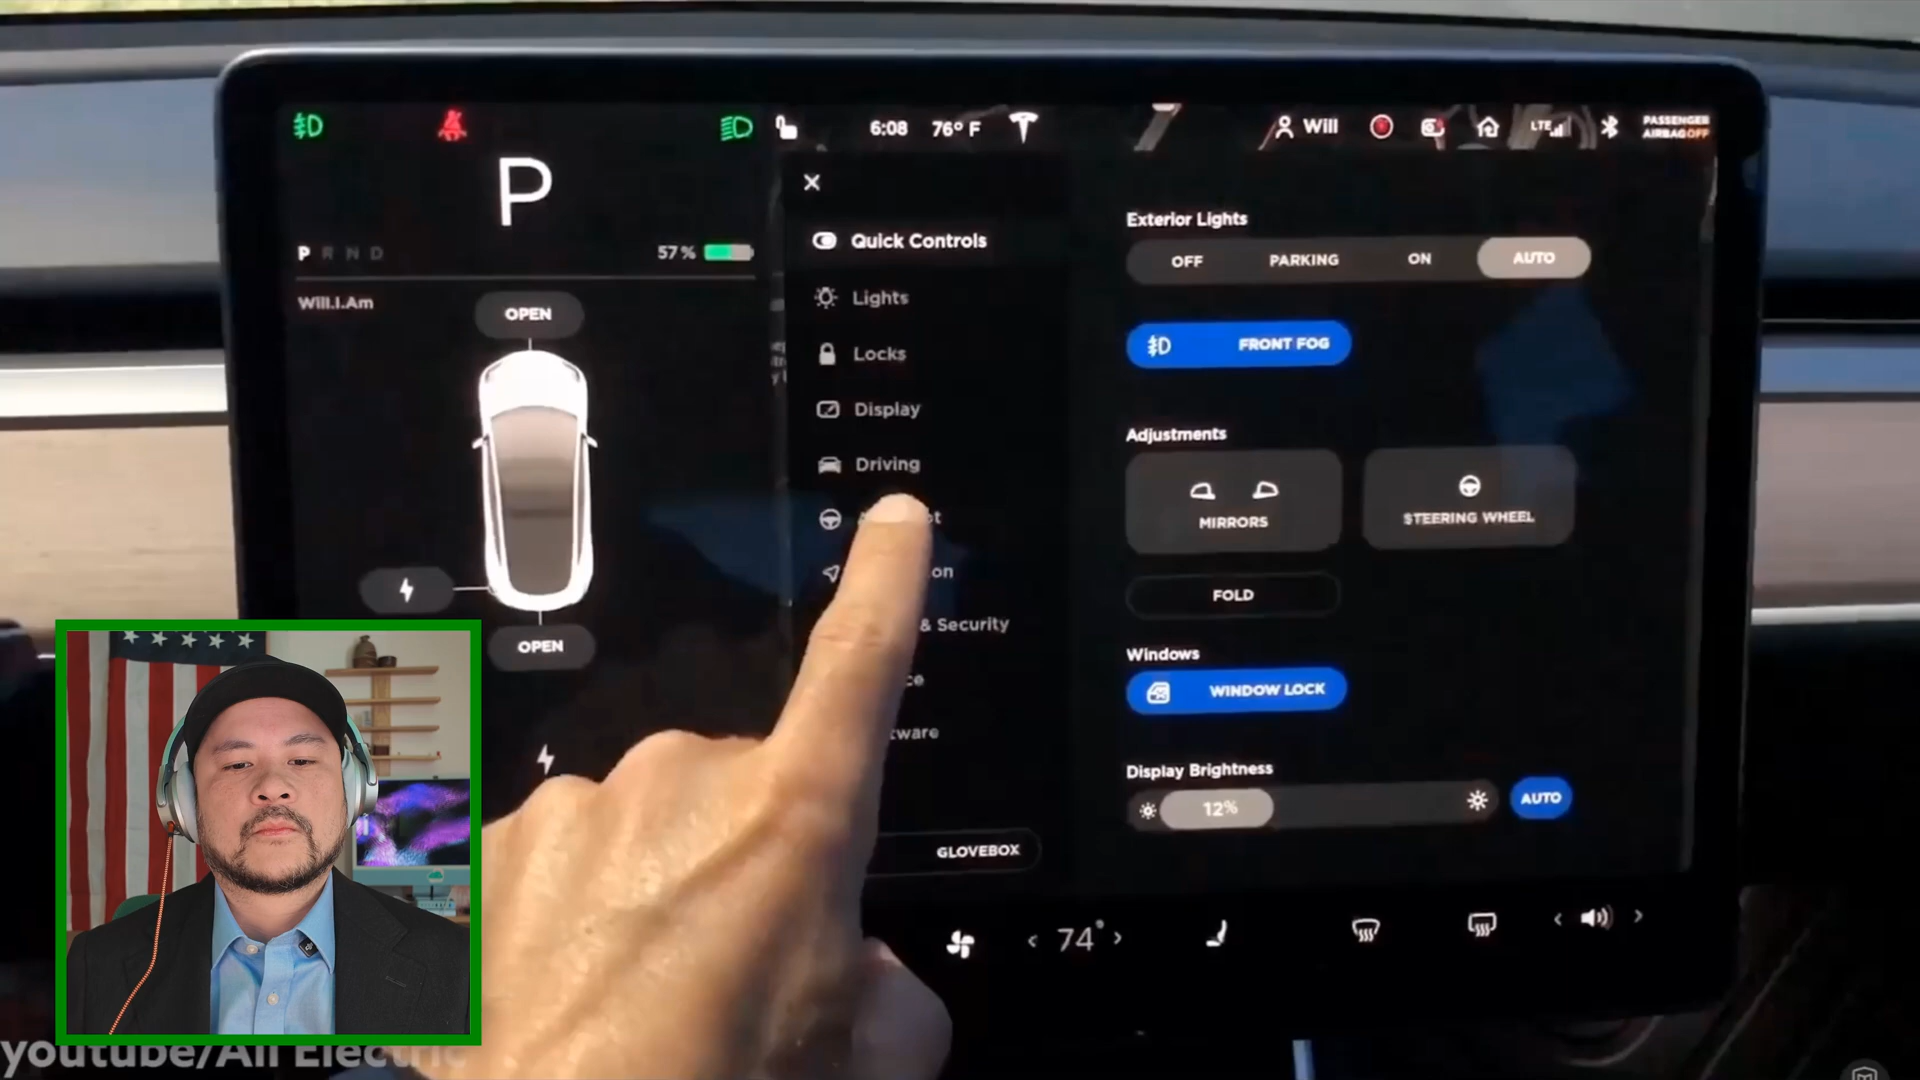 6:08 76° F
Will
LTE
PASSENGER
AIRBAG OFF
P
P R N D
57%
Will.I.Am
OPEN
OPEN
Quick Controls
Lights
Locks
Display
Driving
& Security
GLOVEBOX
Exterior Lights
OFF PARKING ON AUTO
FRONT FOG
Adjustments
MIRRORS
STEERING WHEEL
FOLD
Windows
WINDOW LOCK
Display Brightness
12%
AUTO
74°
youtube/All Electric